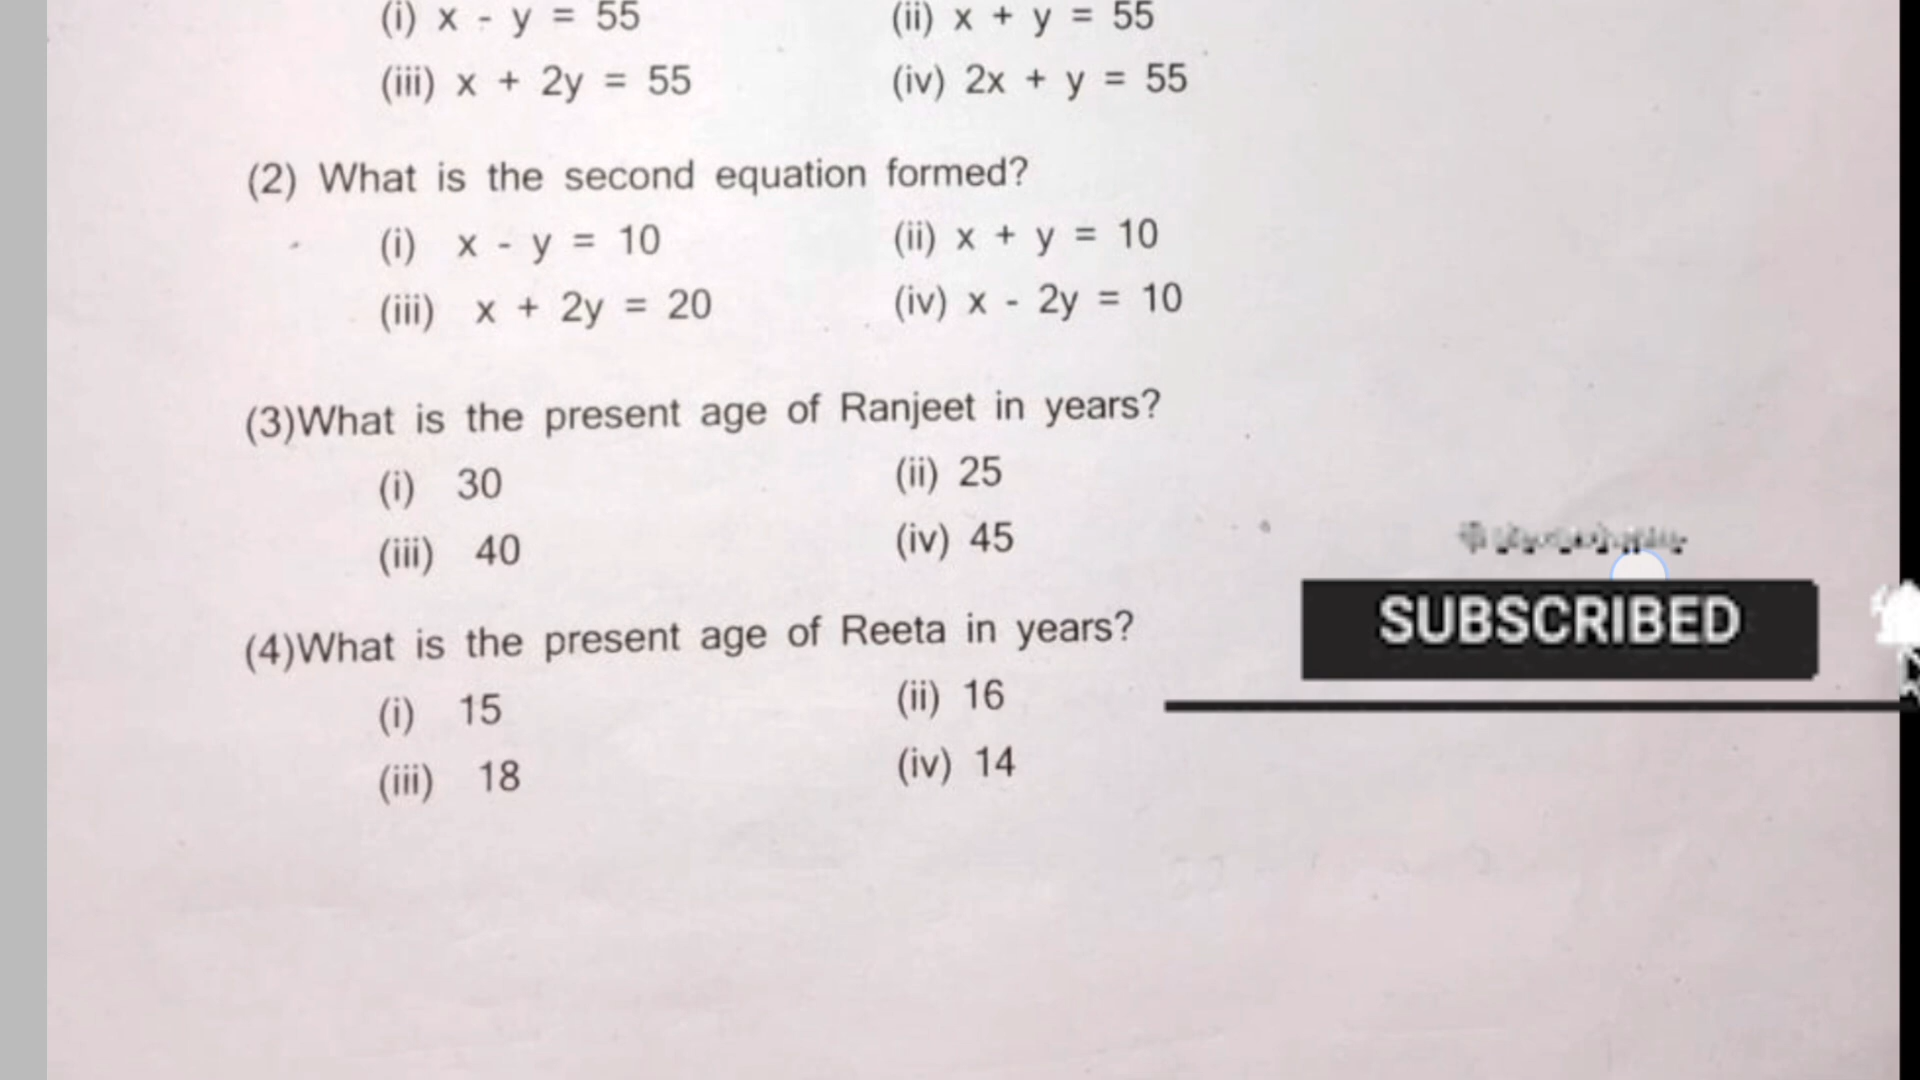 (i) x - y = 55 (ii) x + y = 55
(iii) x + 2y = 55 (iv) 2x + y = 55
(2) What is the second equation formed?
(i) x - y = 10 (ii) x + y = 10
(iii) x + 2y = 20 (iv) x - 2y = 10
(3)What is the present age of Ranjeet in years?
(i) 30 (ii) 25
(iii) 40 (iv) 45
(4)What is the present age of Reeta in years?
(i) 15 (ii) 16
(iii) 18 (iv) 14
SUBSCRIBED